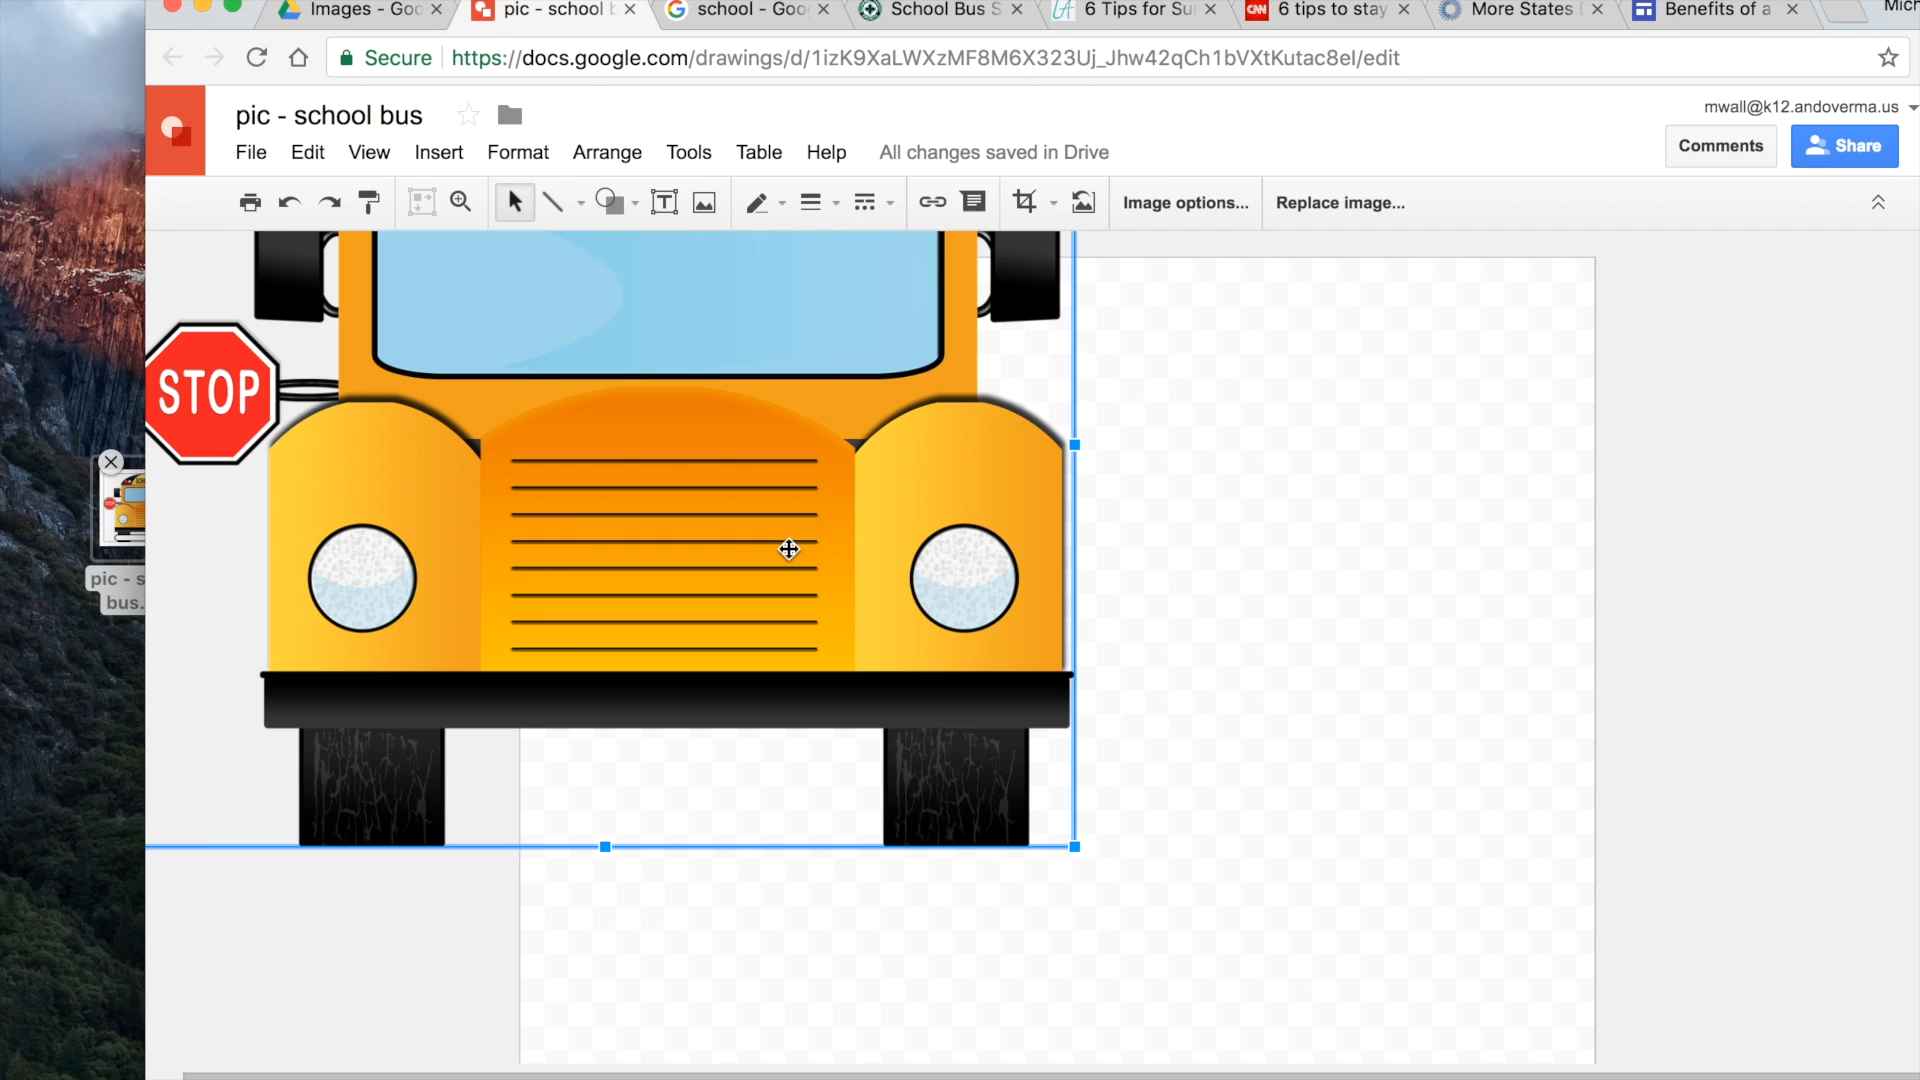 Images - Goo
pic - school b
school - Goo
School Bus S
6 Tips for Su
CNN
6 tips to stay
More States
Benefits of a
Mich
Secure
https://docs.google.com/drawings/d/1izK9XaLWXzMF8M6X323Uj_Jhw42qCh1bVXtKutac8eI/edit
pic - school bus
mwall@k12.andoverma.us
File Edit View Insert Format Arrange Tools Table Help All changes saved in Drive
Comments
Share
Image options...
Replace image...
STOP
pic - s
bus.